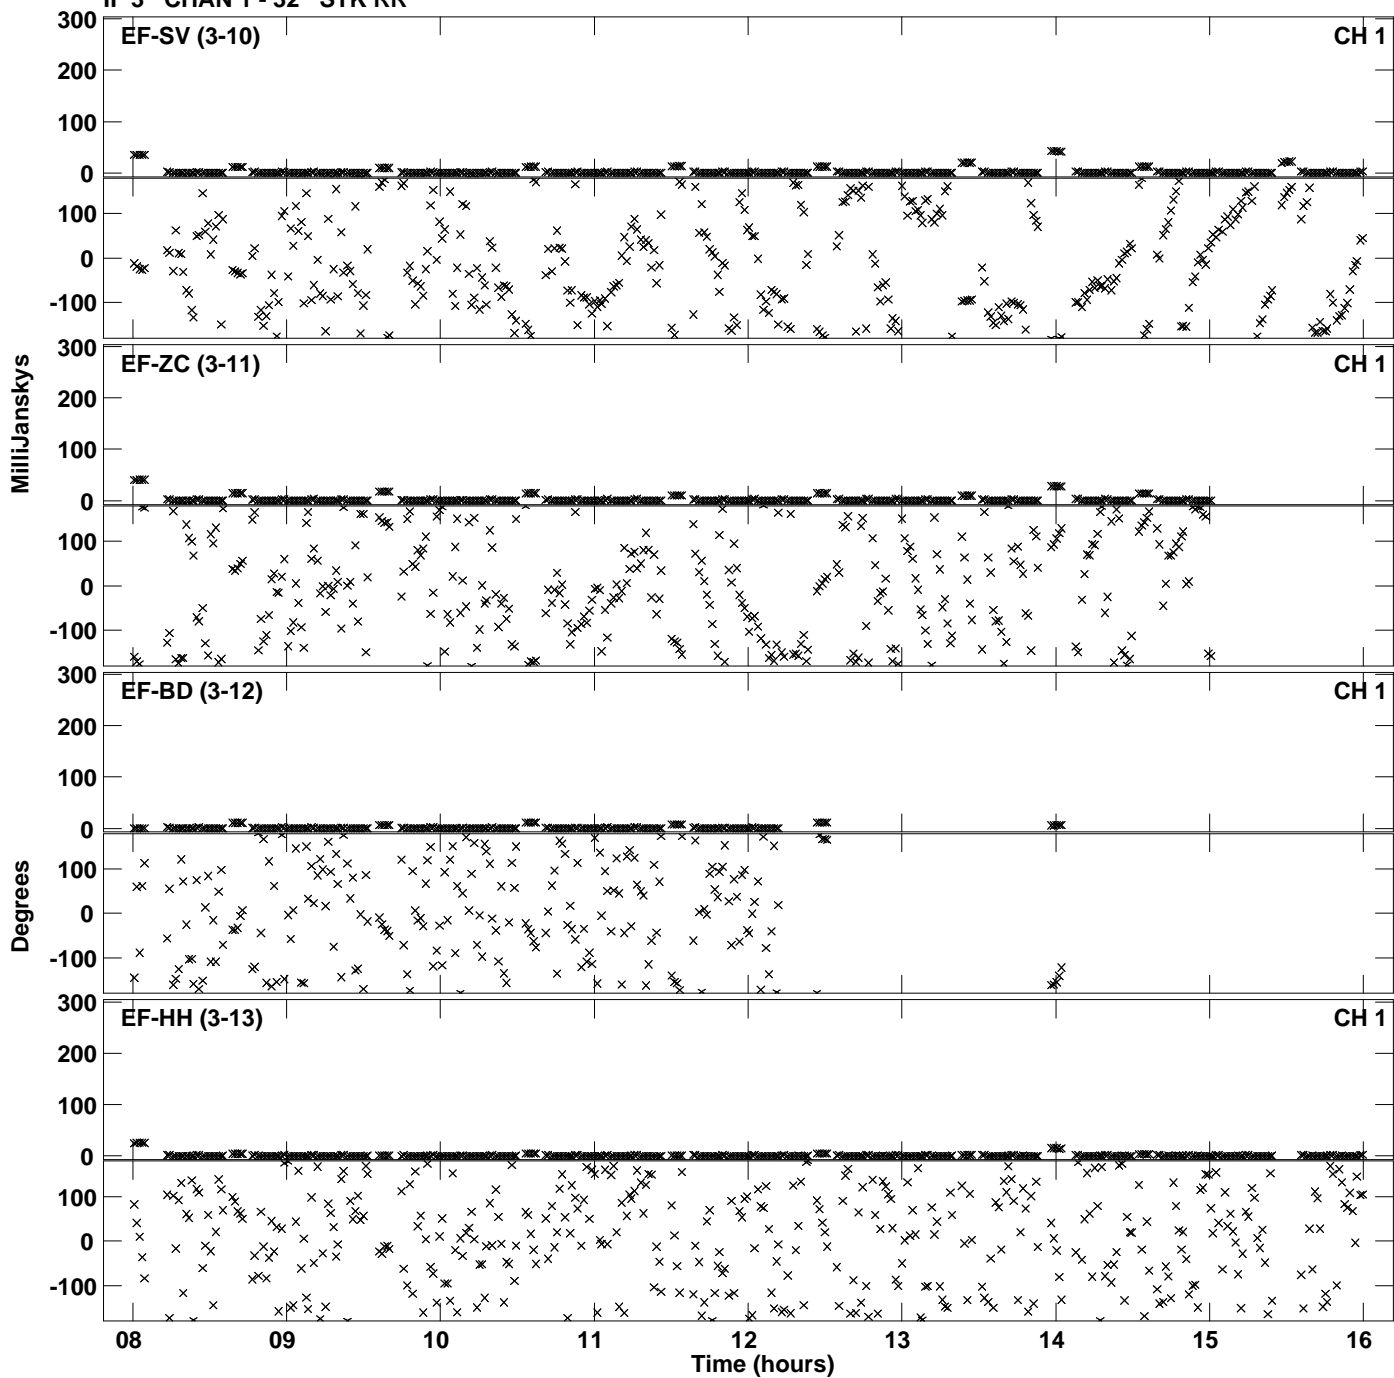 IF 3 CHAN 1 - 32 STK RR
EF-SV (3-10)
CH 1
300
200
100
0
100
0
-100
EF-ZC (3-11)
CH 1
300
200
100
0
100
0
-100
EF-BD (3-12)
CH 1
300
200
100
0
100
0
-100
EF-HH (3-13)
CH 1
300
200
100
0
100
0
-100
MilliJanskys
Degrees
08 09 10 11 12 13 14 15 16
Time (hours)